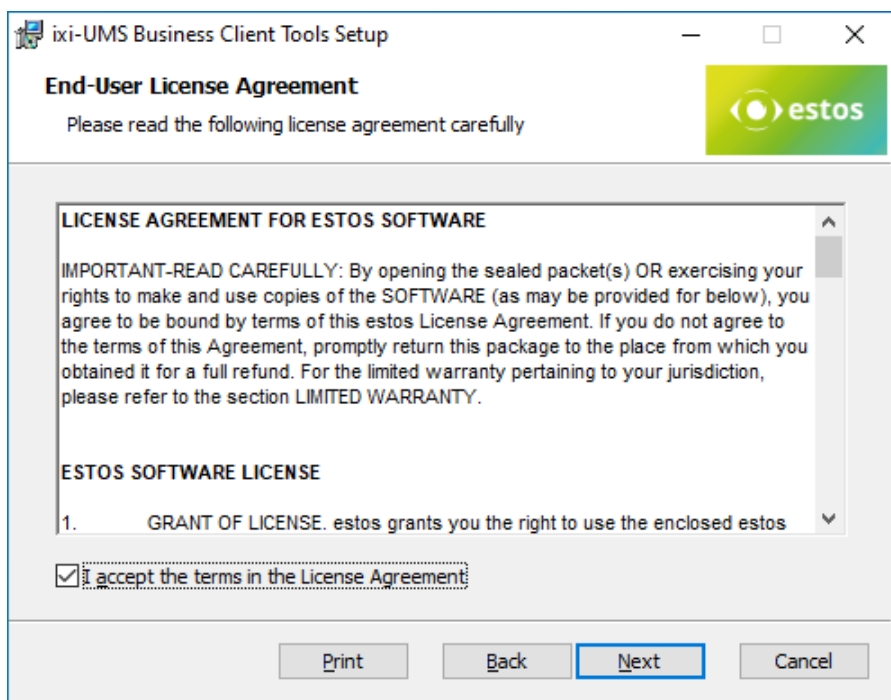 ixi-UMS Business Client Tools Setup
End-User License Agreement
Please read the following license agreement carefully
estos
LICENSE AGREEMENT FOR ESTOS SOFTWARE
IMPORTANT-READ CAREFULLY: By opening the sealed packet(s) OR exercising your
rights to make and use copies of the SOFTWARE (as may be provided for below), you
agree to be bound by terms of this estos License Agreement. If you do not agree to
the terms of this Agreement, promptly return this package to the place from which you
obtained it for a full refund. For the limited warranty pertaining to your jurisdiction,
please refer to the section LIMITED WARRANTY.
ESTOS SOFTWARE LICENSE
1. GRANT OF LICENSE. estos grants you the right to use the enclosed estos
I accept the terms in the License Agreement
Print Back Next Cancel